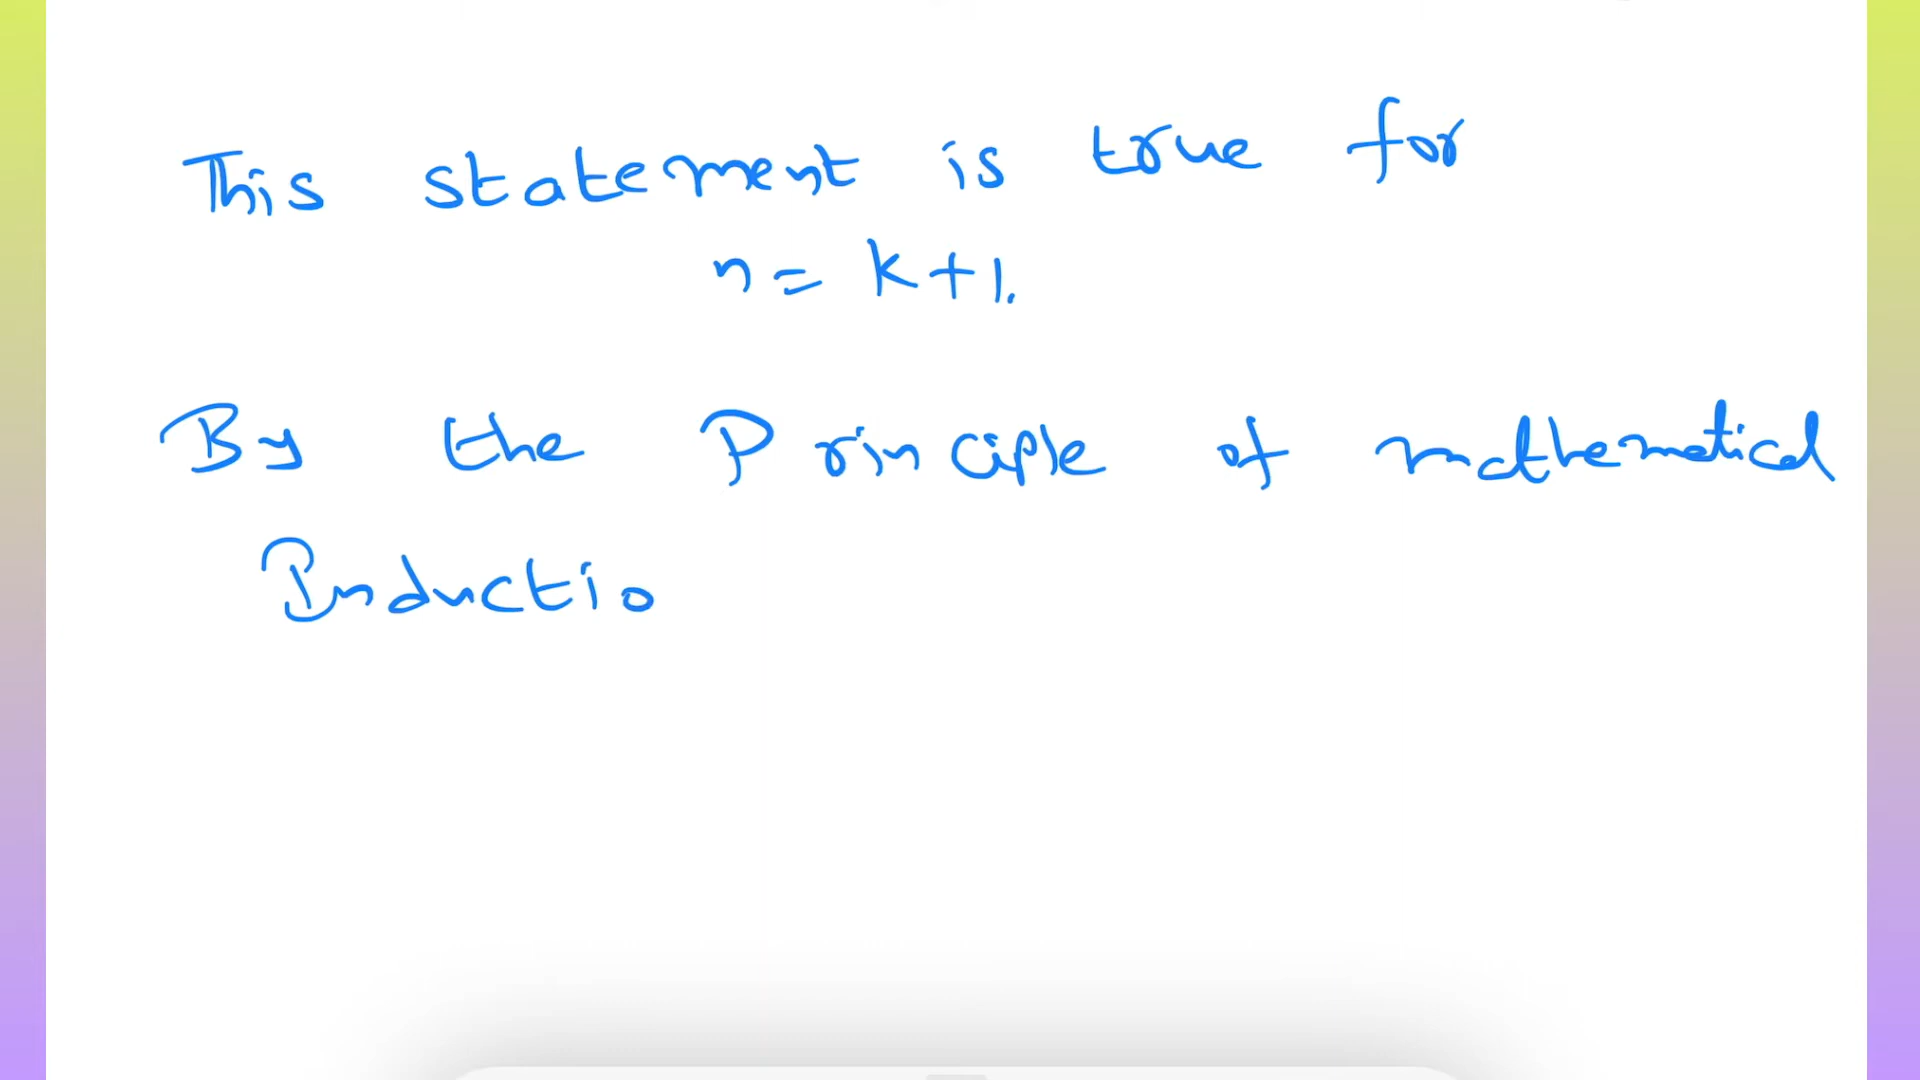 This statement is true for
n = k+1.
By the Principle of mathematical
Inductio